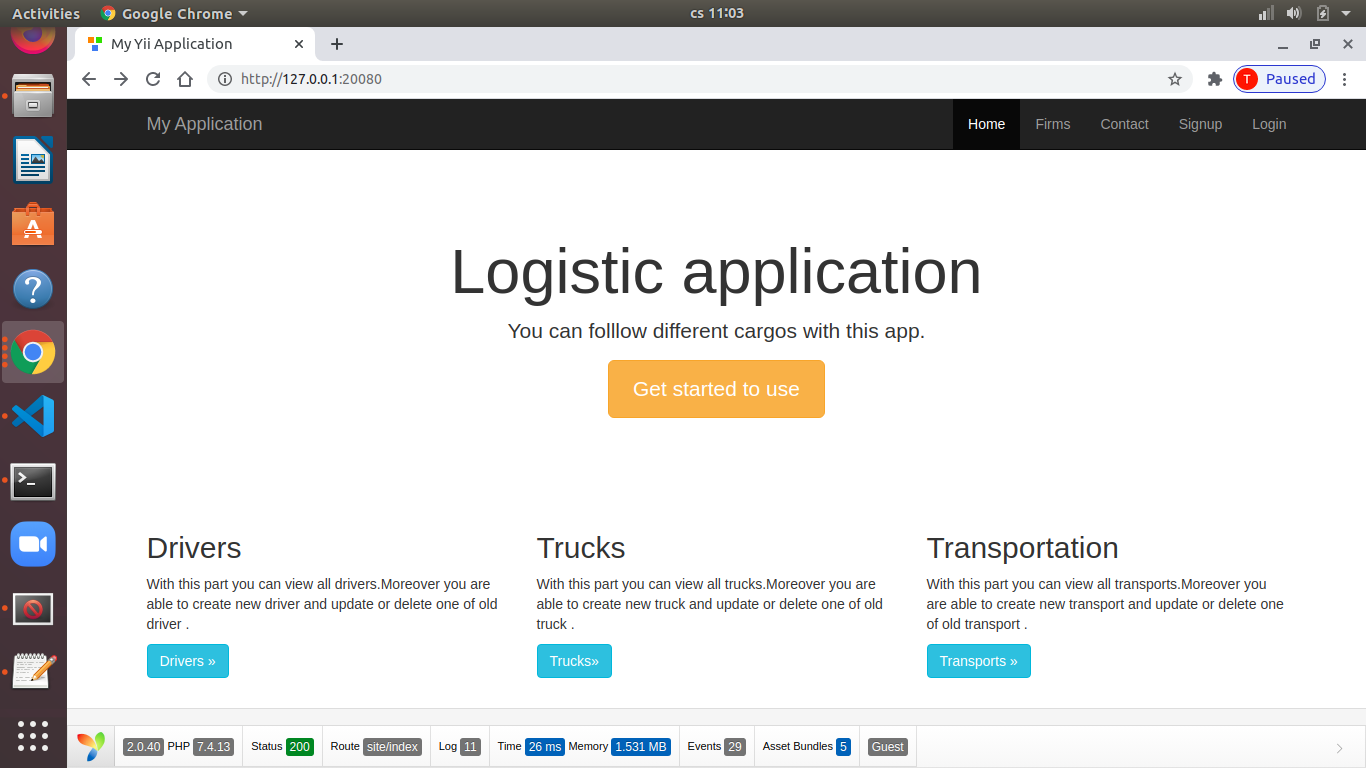 Activities Google Chrome cs 11:03
My Yii Application
http://127.0.0.1:20080 T Paused
My Application Home Firms Contact Signup Login
Logistic application
You can folllow different cargos with this app.
Get started to use
Drivers
With this part you can view all drivers.Moreover you are
able to create new driver and update or delete one of old
driver .
Drivers »
Trucks
With this part you can view all trucks.Moreover you are
able to create new truck and update or delete one of old
truck .
Trucks»
Transportation
With this part you can view all transports.Moreover you
are able to create new transport and update or delete one
of old transport .
Transports »
2.0.40 PHP 7.4.13 Status 200 Route site/index Log 11 Time 26 ms Memory 1.531 MB Events 29 Asset Bundles 5 Guest